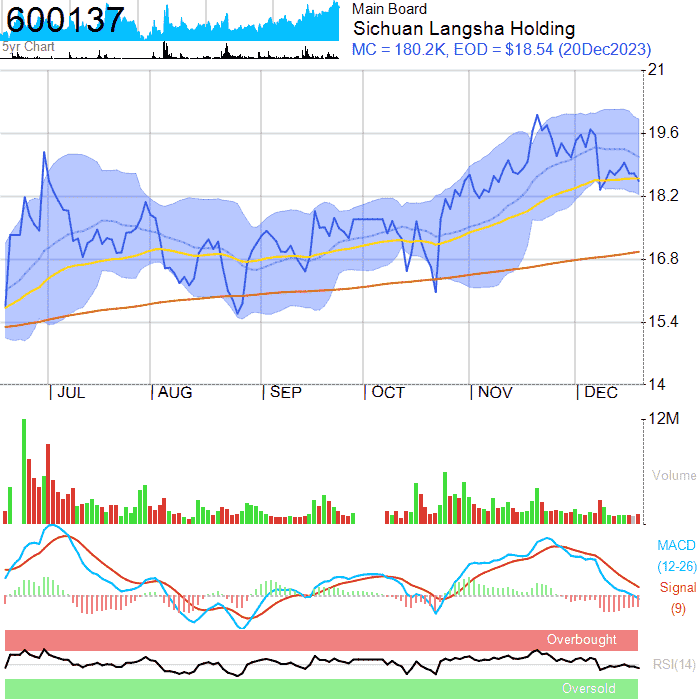 600137
5yr Chart
Main Board
Sichuan Langsha Holding
MC = 180.2K, EOD = $18.54 (20Dec2023)
21
19.6
18.2
16.8
15.4
14
JUL AUG SEP OCT NOV DEC
12M
Volume
MACD
(12-26)
Signal
(9)
Overbought
RSI(14)
Oversold